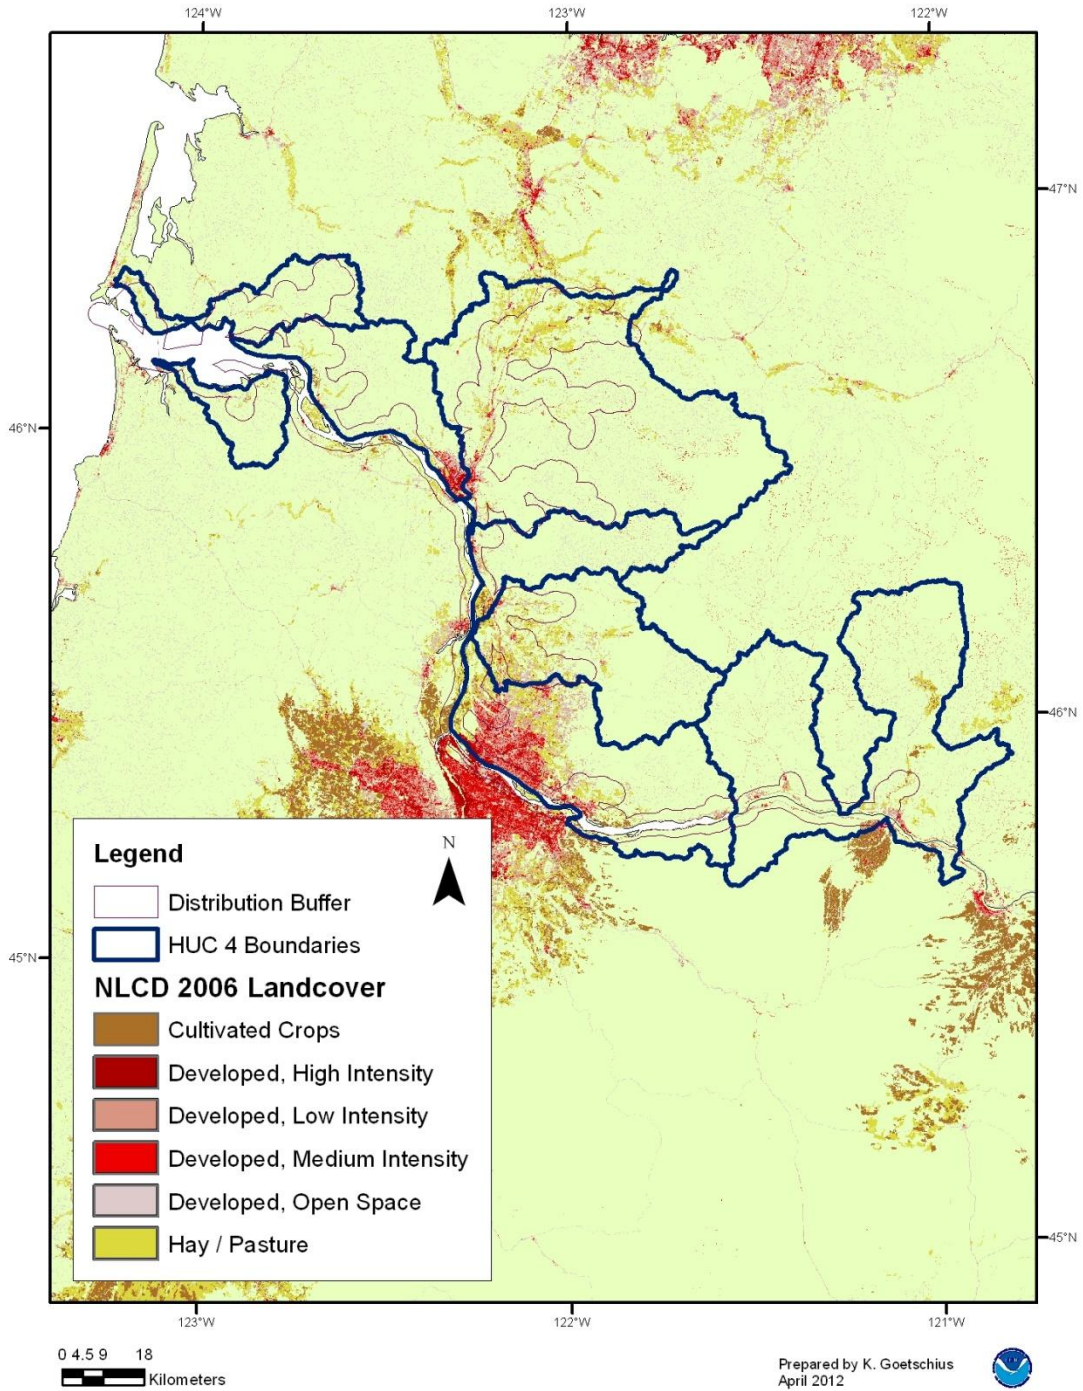 124°W 123°W 122°W
47°N
46°N
46°N
45°N
45°N
Legend
N
Distribution Buffer
HUC 4 Boundaries
NLCD 2006 Landcover
Cultivated Crops
Developed, High Intensity
Developed, Low Intensity
Developed, Medium Intensity
Developed, Open Space
Hay / Pasture
123°W 122°W 121°W
0 4.5 9 18
Kilometers
Prepared by K. Goetschius
April 2012